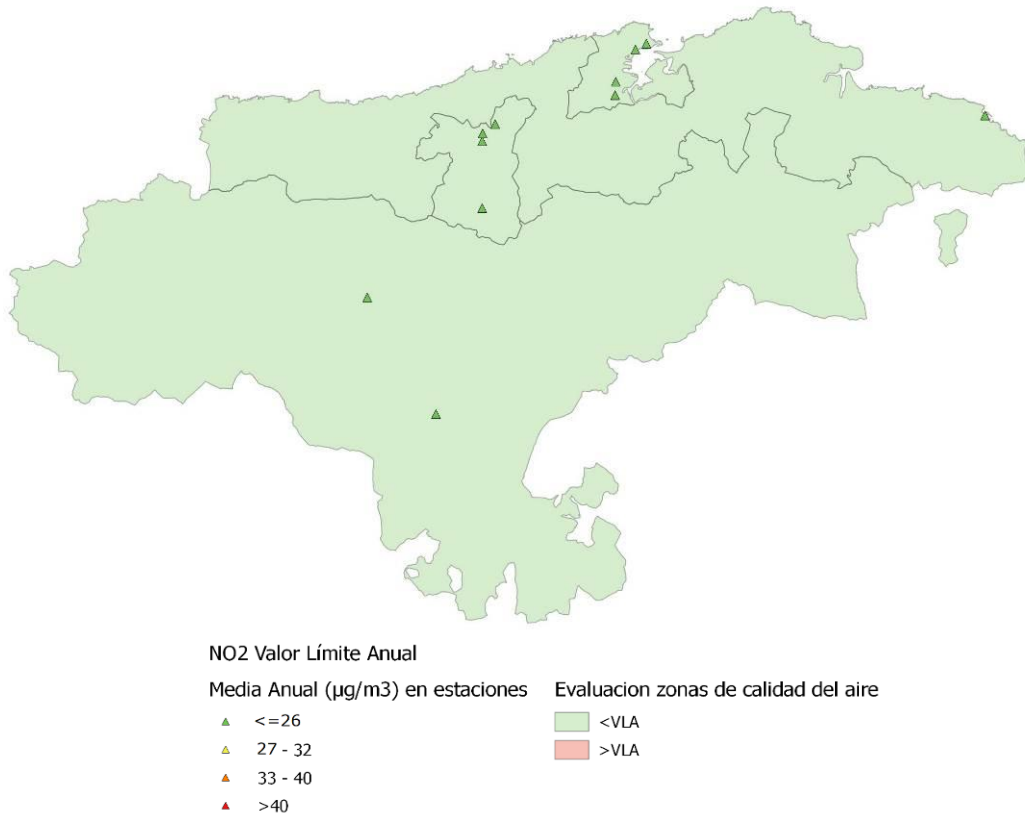 NO2 Valor Límite Anual
Media Anual (µg/m3) en estaciones
<=26
27 - 32
33 - 40
>40
Evaluacion zonas de calidad del aire
<VLA
>VLA